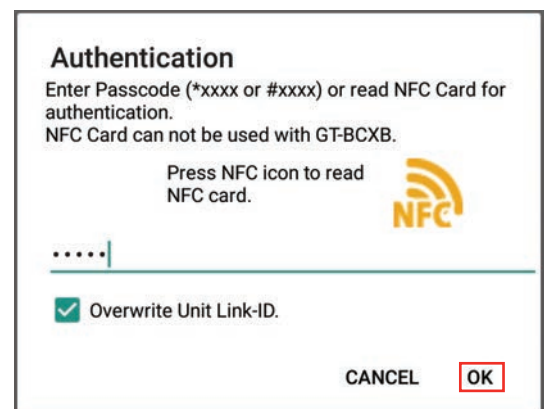 Authentication
Enter Passcode (*xxxx or #xxxx) or read NFC Card for
authentication.
NFC Card can not be used with GT-BCXB.
Press NFC icon to read
NFC card.
NFC
•••••
Overwrite Unit Link-ID.
CANCEL OK